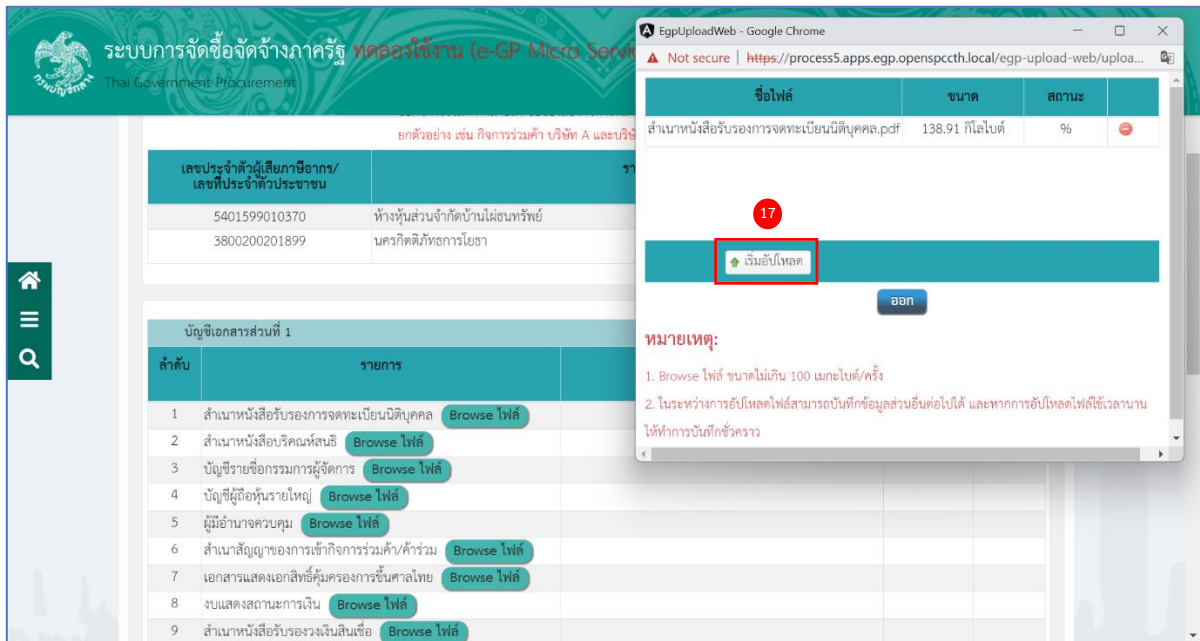 ระบบการจัดซื้อจัดจ้างภาครัฐ ทดลองใช้งาน (e-GP Micro Servi
Thai Government Procurement
กรมบัญชีกลาง
ยกตัวอย่าง เช่น กิจการร่วมค้า บริษัท A และบริษั
เลขประจำตัวผู้เสียภาษีอากร/
เลขที่ประจำตัวประชาชน
รา
5401599010370 ห้างหุ้นส่วนจำกัดบ้านไผ่ธนทรัพย์
3800200201899 นครกิตติภัทธการโยธา
บัญชีเอกสารส่วนที่ 1
ลำดับ รายการ
1 สำเนาหนังสือรับรองการจดทะเบียนนิติบุคคล Browse ไฟล์
2 สำเนาหนังสือบริคณห์สนธิ Browse ไฟล์
3 บัญชีรายชื่อกรรมการผู้จัดการ Browse ไฟล์
4 บัญชีผู้ถือหุ้นรายใหญ่ Browse ไฟล์
5 ผู้มีอำนาจควบคุม Browse ไฟล์
6 สำเนาสัญญาของการเข้ากิจการร่วมค้า/ค้าร่วม Browse ไฟล์
7 เอกสารแสดงเอกสิทธิ์คุ้มครองการขึ้นศาลไทย Browse ไฟล์
8 งบแสดงสถานะการเงิน Browse ไฟล์
9 สำเนาหนังสือรับรองวงเงินสินเชื่อ Browse ไฟล์
EgpUploadWeb - Google Chrome
Not secure https://process5.apps.egp.openspccth.local/egp-upload-web/uploa...
ชื่อไฟล์ ขนาด สถานะ
สำเนาหนังสือรับรองการจดทะเบียนนิติบุคคล.pdf 138.91 กิโลไบต์ %
17
เริ่มอัปโหลด
ออก
หมายเหตุ:
1. Browse ไฟล์ ขนาดไม่เกิน 100 เมกะไบต์/ครั้ง
2. ในระหว่างการอัปโหลดไฟล์สามารถบันทึกข้อมูลส่วนอื่นต่อไปได้ และหากการอัปโหลดไฟล์ใช้เวลานาน
ให้ทำการบันทึกชั่วคราว